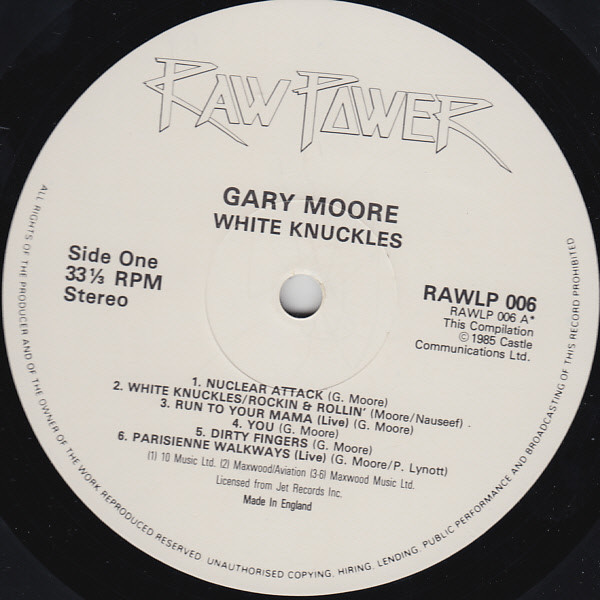 RAW POWER
GARY MOORE
WHITE KNUCKLES
Side One
33⅓ RPM
Stereo
RAWLP 006
RAWLP 006 A*
This Compilation
©1985 Castle
Communications Ltd.
1. NUCLEAR ATTACK (G. Moore)
2. WHITE KNUCKLES/ROCKIN & ROLLIN' (Moore/Nauseef) -
3. RUN TO YOUR MAMA (Live) (G. Moore)
4. YOU (G. Moore)
5. DIRTY FINGERS (G. Moore)
6. PARISIENNE WALKWAYS (Live) (G. Moore/P. Lynott)
(1) 10 Music Ltd. (2) Maxwood/Aviation (3-6) Maxwood Music Ltd.
Licensed from Jet Records Inc.
Made In England
ALL RIGHTS OF THE PRODUCER AND OF THE OWNER OF THE WORK REPRODUCED RESERVED UNAUTHORISED COPYING, HIRING, LENDING, PUBLIC PERFORMANCE AND BROADCASTING OF THIS RECORD PROHIBITED